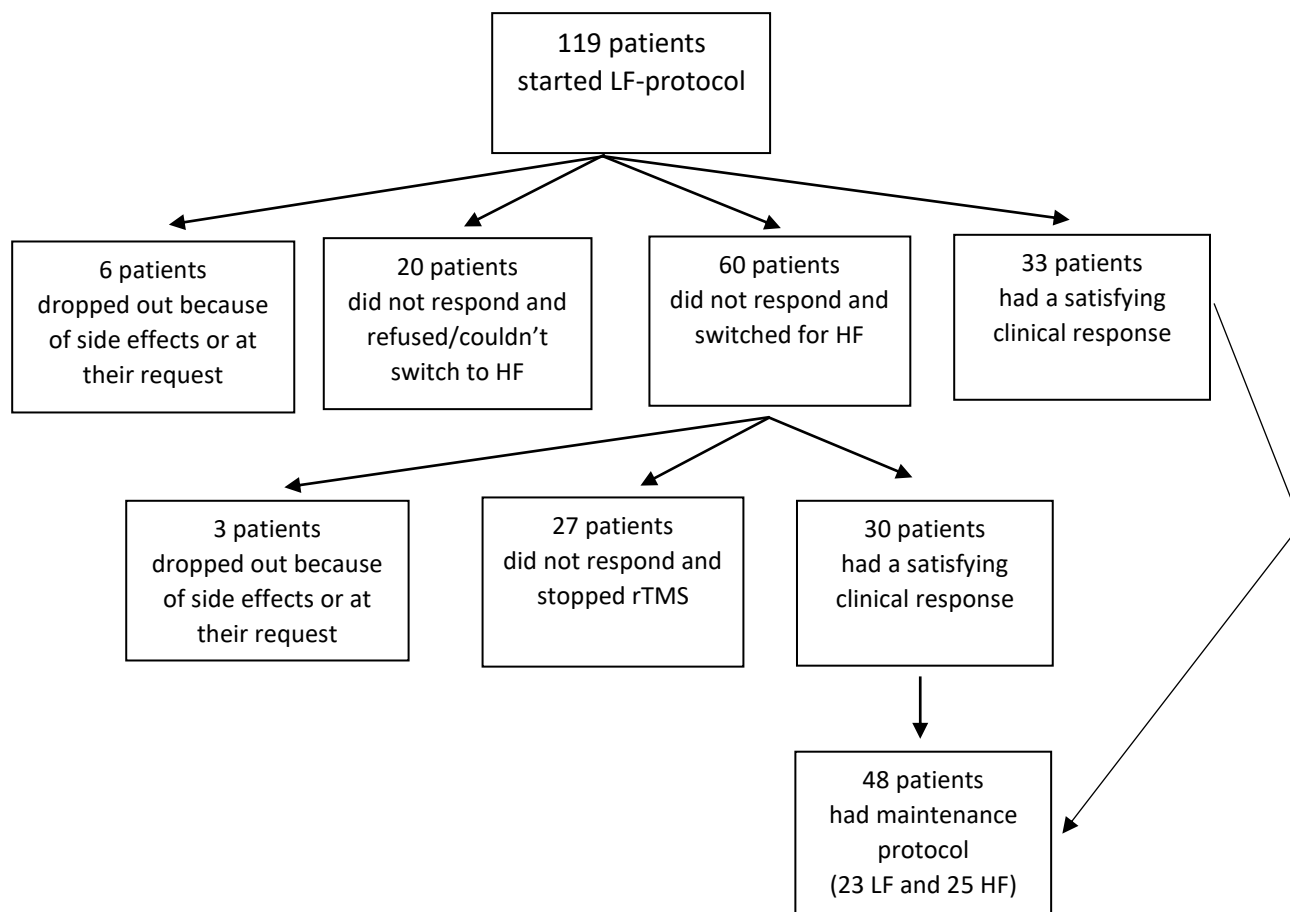 119 patients
started LF-protocol
6 patients
dropped out because
of side effects or at
their request
20 patients
did not respond and
refused/couldn’t
switch to HF
60 patients
did not respond and
switched for HF
33 patients
had a satisfying
clinical response
3 patients
dropped out because
of side effects or at
their request
27 patients
did not respond and
stopped rTMS
30 patients
had a satisfying
clinical response
48 patients
had maintenance
protocol
(23 LF and 25 HF)